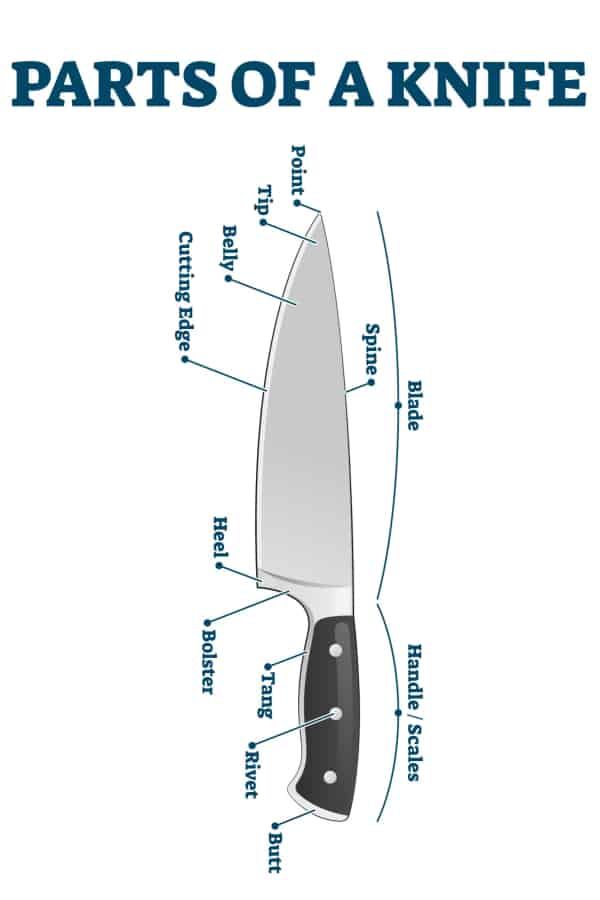 PARTS OF A KNIFE
Point
Tip
Belly
Cutting Edge
Spine
Blade
Heel
Bolster
Tang
Handle / Scales
Rivet
Butt